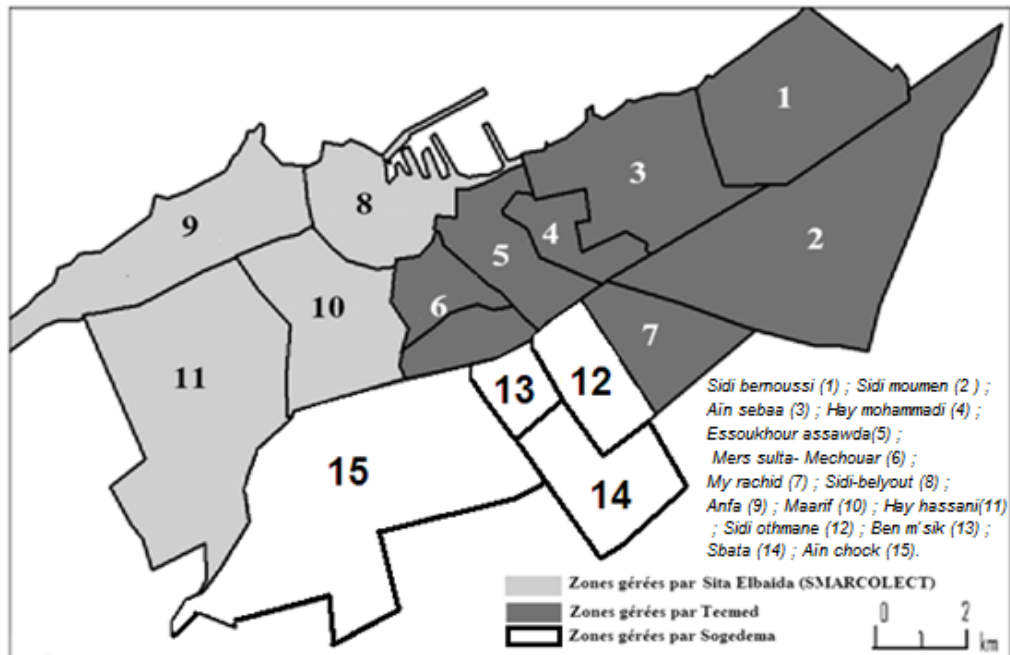 1
2
3
4
5
6
7
8
9
10
11
12
13
14
15
Sidi bernoussi (1) ; Sidi moumen (2 ) ;
Aïn sebaa (3) ; Hay mohammadi (4) ;
Essoukhour assawda(5) ;
Mers sulta- Mechouar (6) ;
My rachid (7) ; Sidi-belyout (8) ;
Anfa (9) ; Maarif (10) ; Hay hassani(11)
; Sidi othmane (12) ; Ben m'sik (13) ;
Sbata (14) ; Aïn chock (15).
Zones gérées par Sita Elbaida (SMARCOLECT)
Zones gérées par Tecmed
Zones gérées par Sogedema
0 2
km